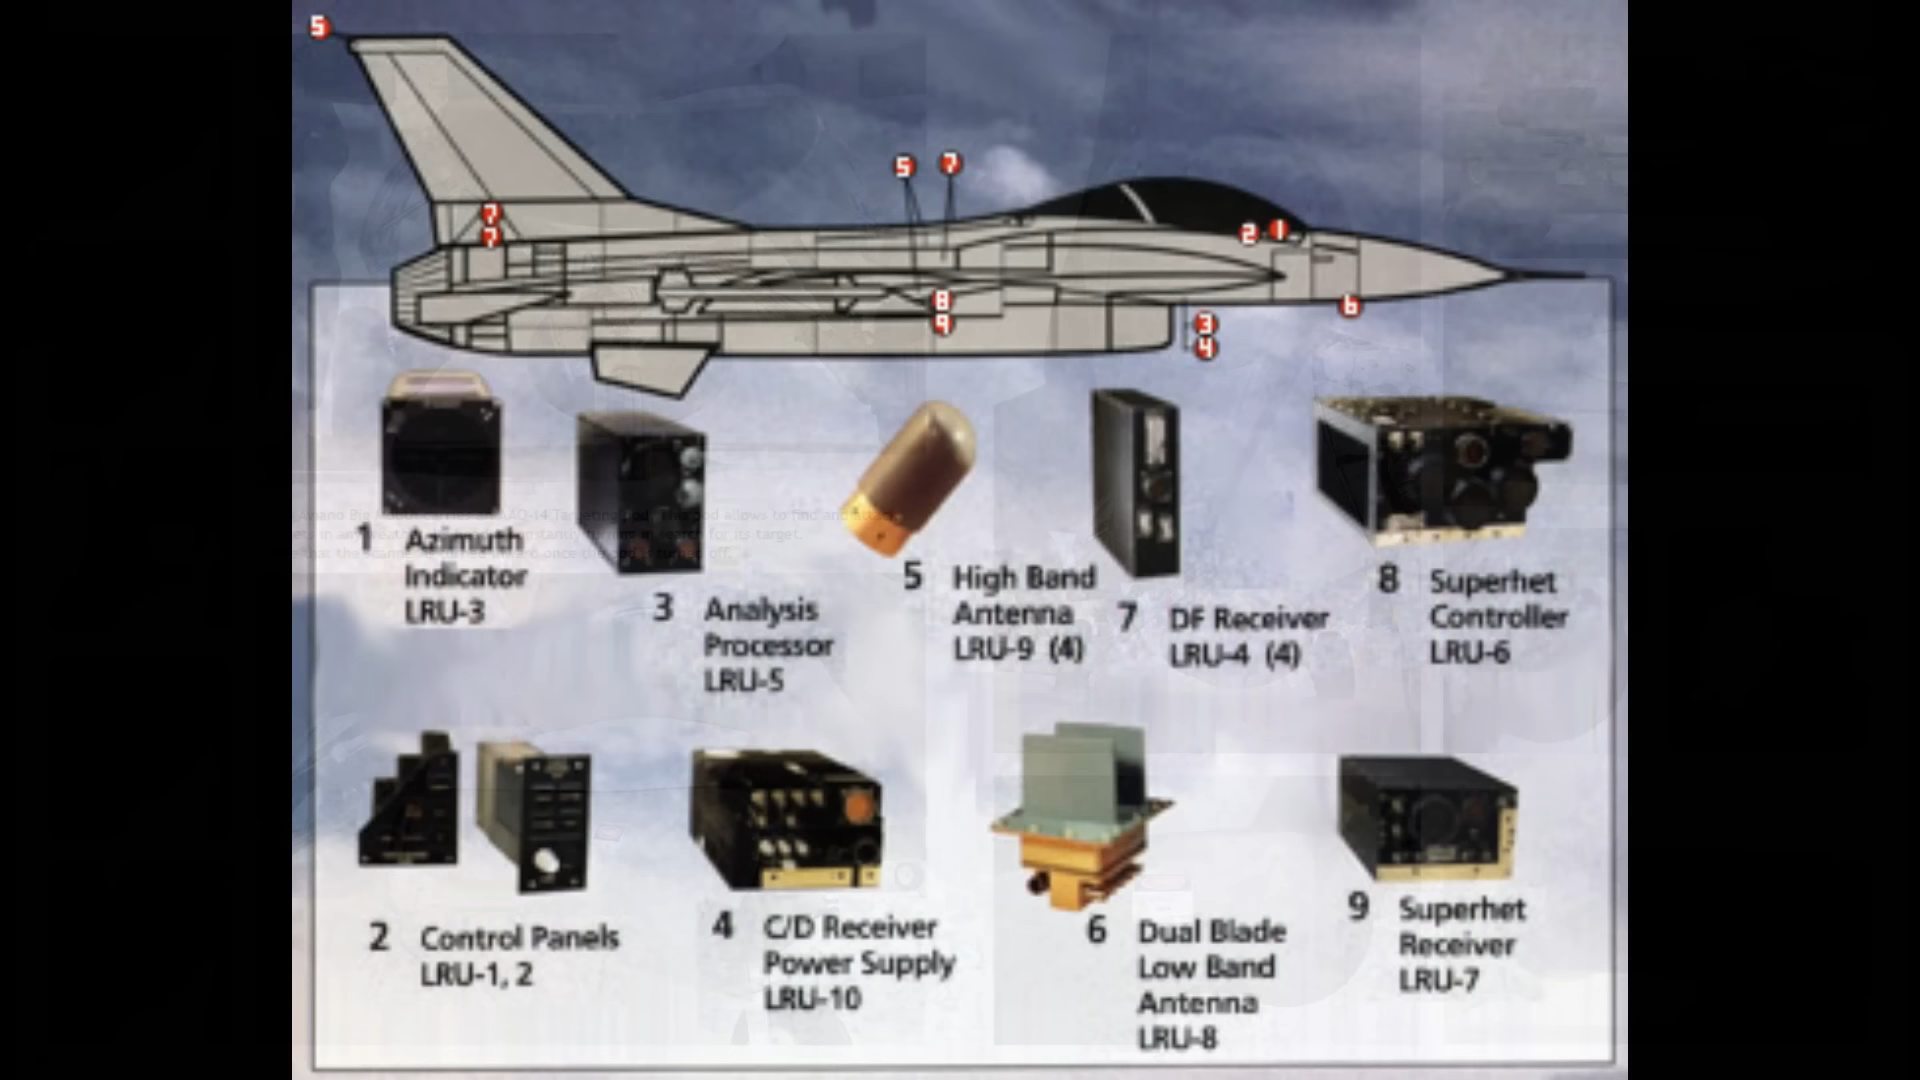 5
5 7
7
7
2 1
8
9
6
3
4
1 Azimuth
Indicator
LRU-3
3 Analysis
Processor
LRU-5
5 High Band
Antenna
LRU-9 (4)
7 DF Receiver
LRU-4 (4)
8 Superhet
Controller
LRU-6
2 Control Panels
LRU-1, 2
4 C/D Receiver
Power Supply
LRU-10
6 Dual Blade
Low Band
Antenna
LRU-8
9 Superhet
Receiver
LRU-7